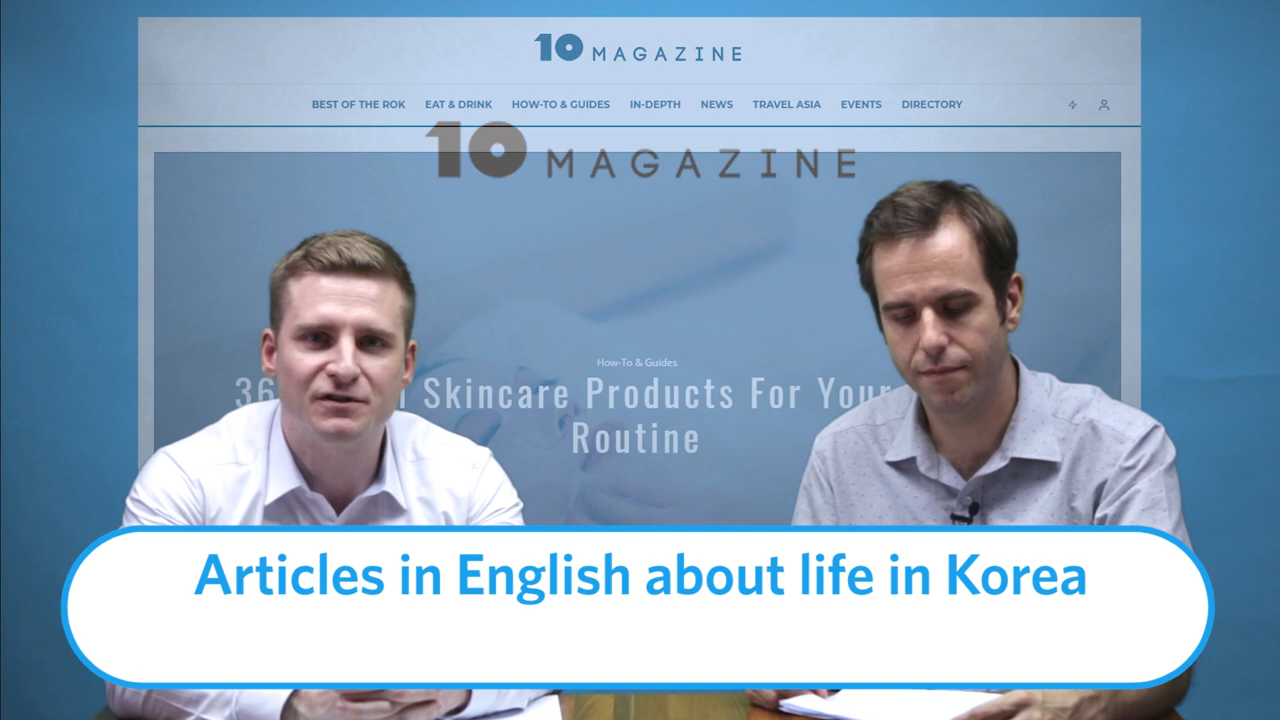 10 MAGAZINE
BEST OF THE ROK EAT & DRINK HOW-TO & GUIDES IN-DEPTH NEWS TRAVEL ASIA EVENTS DIRECTORY
10 MAGAZINE
How-To & Guides
36 Skincare Products For Your
Routine
Articles in English about life in Korea